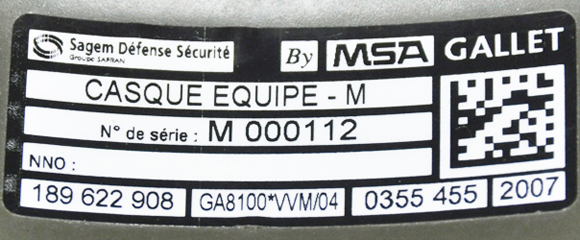 Sagem Défense Sécurité By MSA GALLET
Groupe SAFRAN
CASQUE EQUIPE - M
N° de série : M 000112
NNO :
189 622 908 GA8100*VVM/04 0355 455 2007